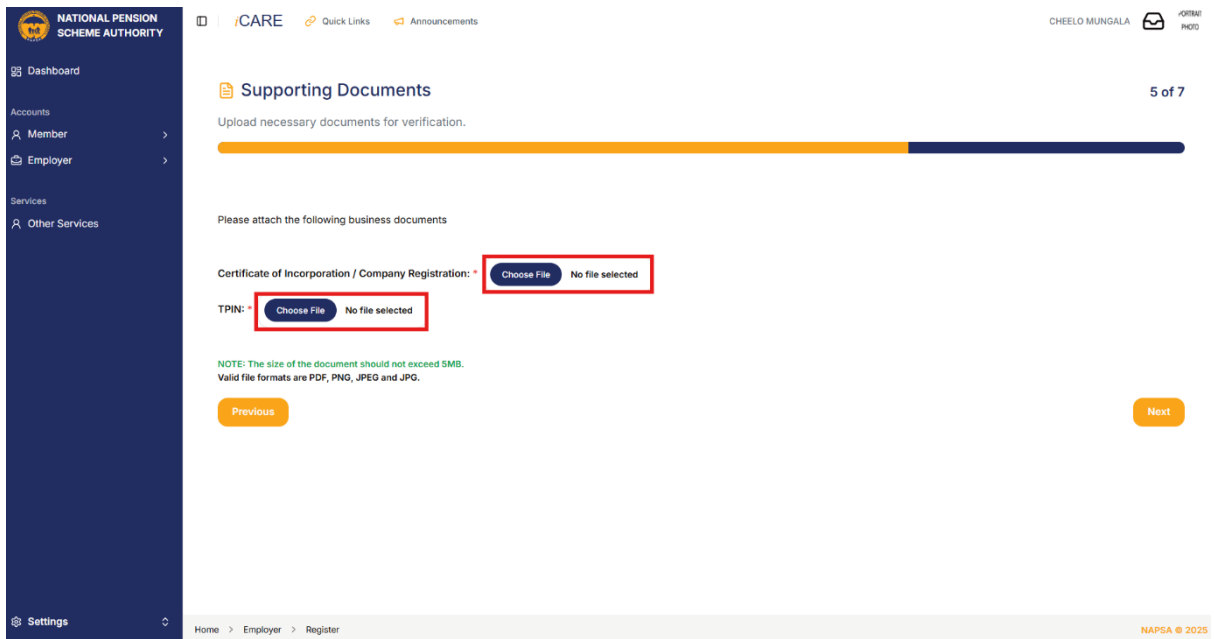 NATIONAL PENSION
SCHEME AUTHORITY
iCARE
Quick Links
Announcements
CHEELO MUNGALA
PORTRAIT
PHOTO
Dashboard
Accounts
Member
Employer
Services
Other Services
Settings
Supporting Documents
5 of 7
Upload necessary documents for verification.
Please attach the following business documents
Certificate of Incorporation / Company Registration: * Choose File No file selected
TPIN: * Choose File No file selected
NOTE: The size of the document should not exceed 5MB.
Valid file formats are PDF, PNG, JPEG and JPG.
Previous
Next
Home > Employer > Register
NAPSA © 2025